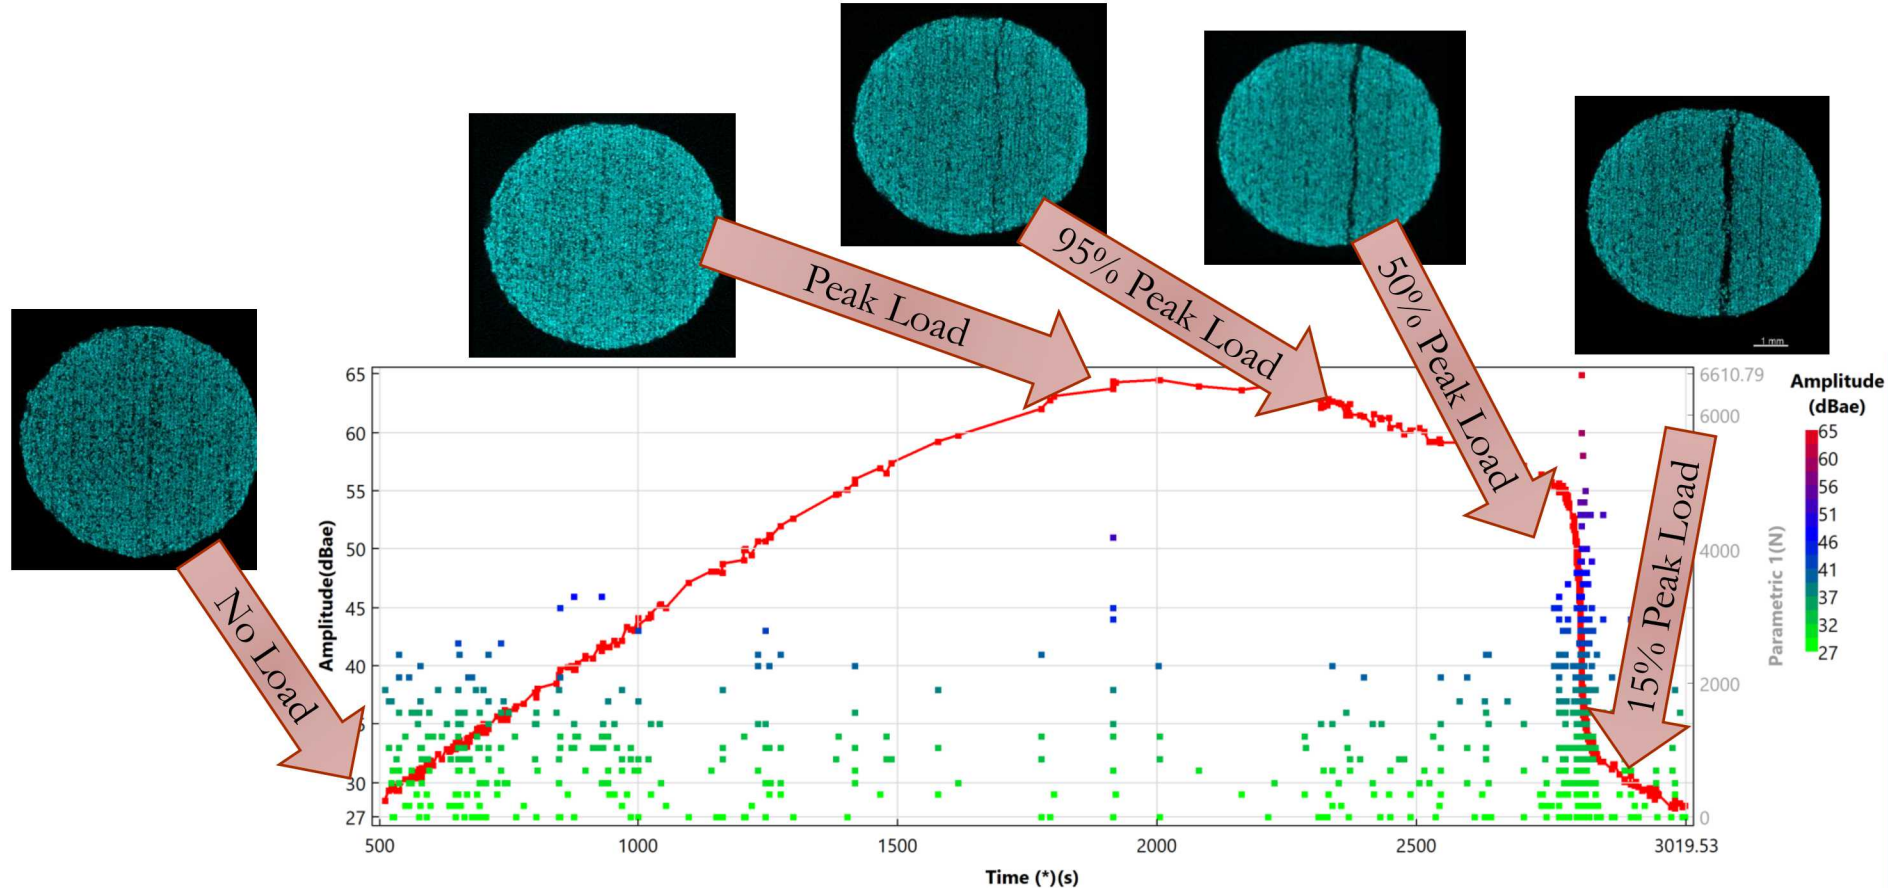 1 mm
No Load
Peak Load
95% Peak Load
50% Peak Load
15% Peak Load
Amplitude(dBae)
65
60
55
50
45
40
30
27
500
1000
1500
2000
2500
3019.53
Time (*)(s)
6610.79
6000
4000
2000
0
Parametric 1(N)
Amplitude
(dBae)
65
60
56
51
46
41
37
32
27